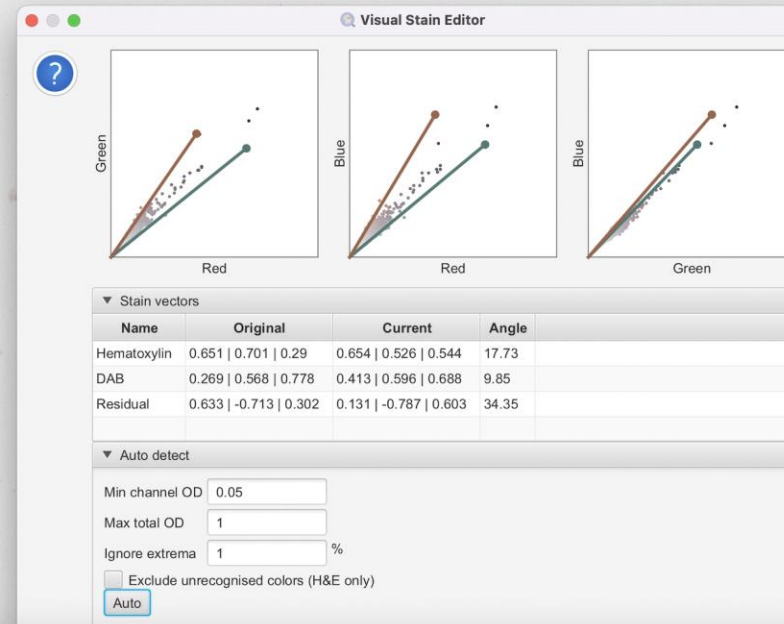 Visual Stain Editor
?
Green
Red
Blue
Red
Blue
Green
Stain vectors
Name Original Current Angle
Hematoxylin 0.651 | 0.701 | 0.29 0.654 | 0.526 | 0.544 17.73
DAB 0.269 | 0.568 | 0.778 0.413 | 0.596 | 0.688 9.85
Residual 0.633 | -0.713 | 0.302 0.131 | -0.787 | 0.603 34.35
Auto detect
Min channel OD 0.05
Max total OD 1
Ignore extrema 1 %
Exclude unrecognised colors (H&E only)
Auto